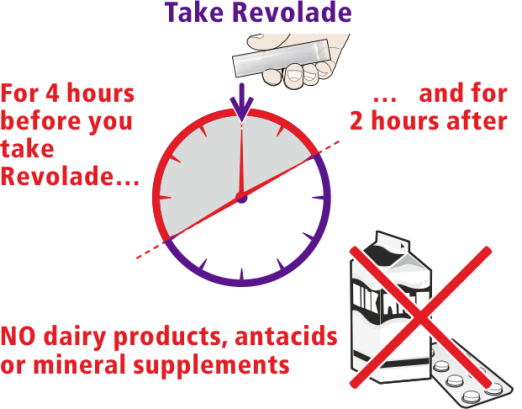 Take Revolade
For 4 hours
before you
take
Revolade...
... and for
2 hours after
NO dairy products, antacids
or mineral supplements